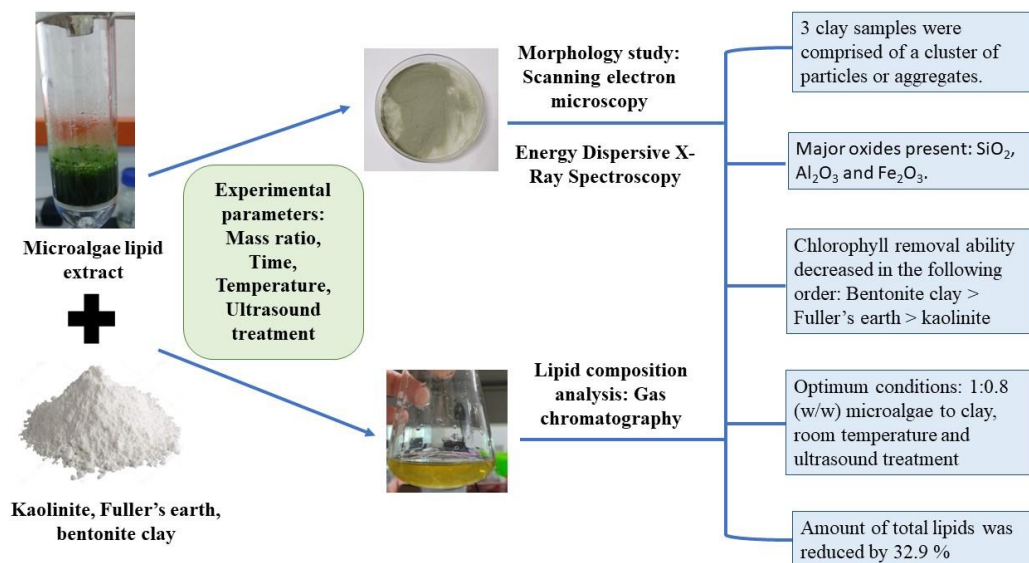 Microalgae lipid
extract
Kaolinite, Fuller's earth,
bentonite clay
Experimental
parameters:
Mass ratio,
Time,
Temperature,
Ultrasound
treatment
Morphology study:
Scanning electron
microscopy
Energy Dispersive X-
Ray Spectroscopy
Lipid composition
analysis: Gas
chromatography
3 clay samples were
comprised of a cluster of
particles or aggregates.
Major oxides present: SiO₂,
Al₂O₃ and Fe₂O₃.
Chlorophyll removal ability
decreased in the following
order: Bentonite clay >
Fuller's earth > kaolinite
Optimum conditions: 1:0.8
(w/w) microalgae to clay,
room temperature and
ultrasound treatment
Amount of total lipids was
reduced by 32.9 %